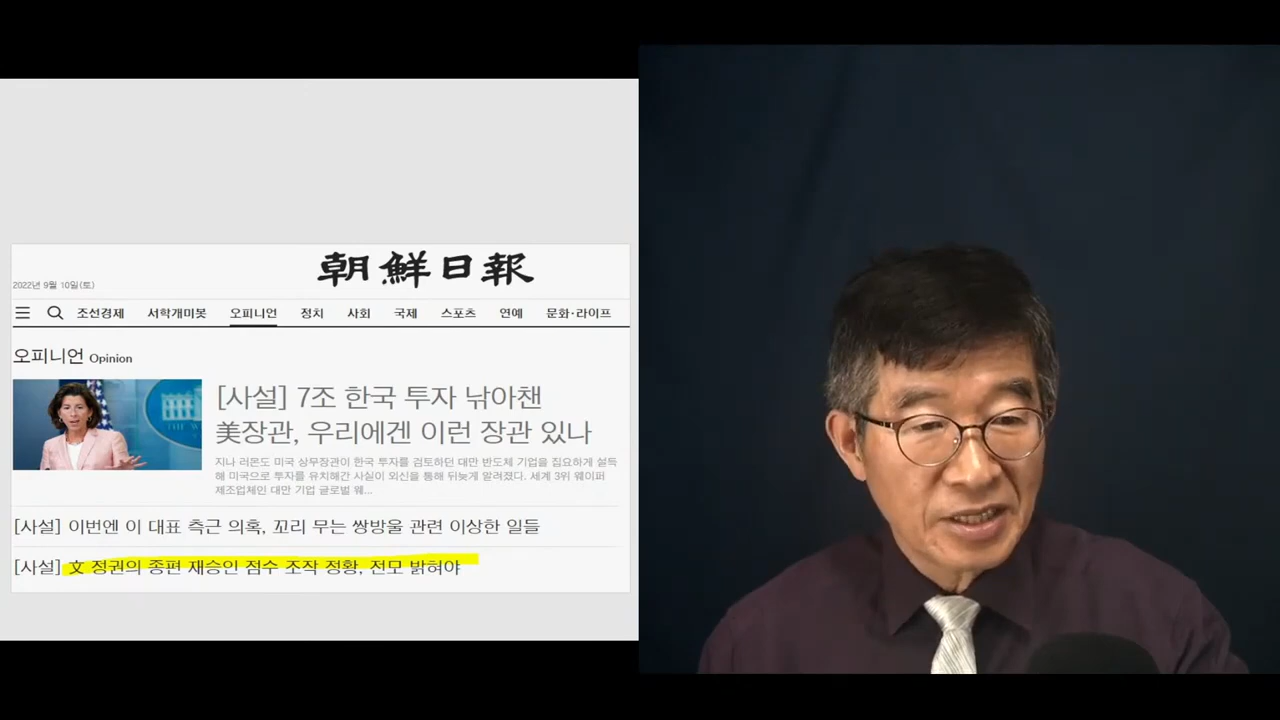 朝鮮日報
2022년 9월 10일(토)
조선경제 서학개미봇 오피니언 정치 사회 국제 스포츠 연예 문화·라이프
오피니언 Opinion
[사설] 7조 한국 투자 낚아챈
美장관, 우리에겐 이런 장관 있나
지나 러몬도 미국 상무장관이 한국 투자를 검토하던 대만 반도체 기업을 집요하게 설득
해 미국으로 투자를 유치해간 사실이 외신을 통해 뒤늦게 알려졌다. 세계 3위 웨이퍼
제조업체인 대만 기업 글로벌 웨...
[사설] 이번엔 이 대표 측근 의혹, 꼬리 무는 쌍방울 관련 이상한 일들
[사설] 文 정권의 종편 재승인 점수 조작 정황, 전모 밝혀야